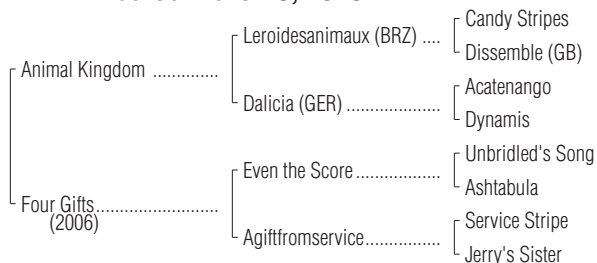 Candy Stripes
Leroidesanimaux (BRZ) ....
Dissemble (GB)
Animal Kingdom ..............
Acatenango
Dalicia (GER) ....................
Dynamis
Unbridled's Song
Even the Score..................
Ashtabula
Four Gifts..........................
(2006)
Service Stripe
Agiftfromservice................
Jerry's Sister